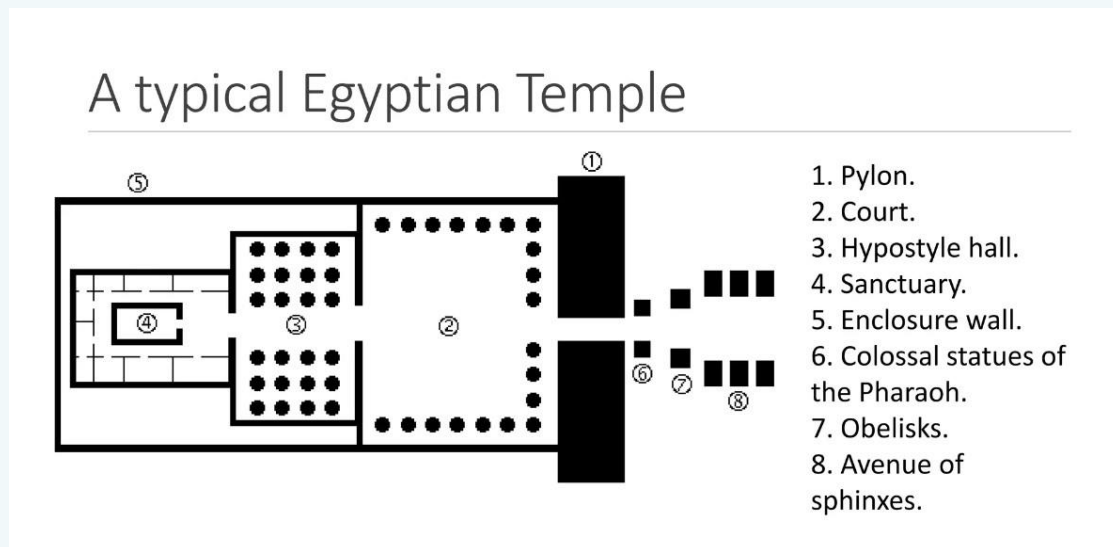 A typical Egyptian Temple
①
⑤
④
③
②
⑥
⑦
⑧
1. Pylon.
2. Court.
3. Hypostyle hall.
4. Sanctuary.
5. Enclosure wall.
6. Colossal statues of
the Pharaoh.
7. Obelisks.
8. Avenue of
sphinxes.